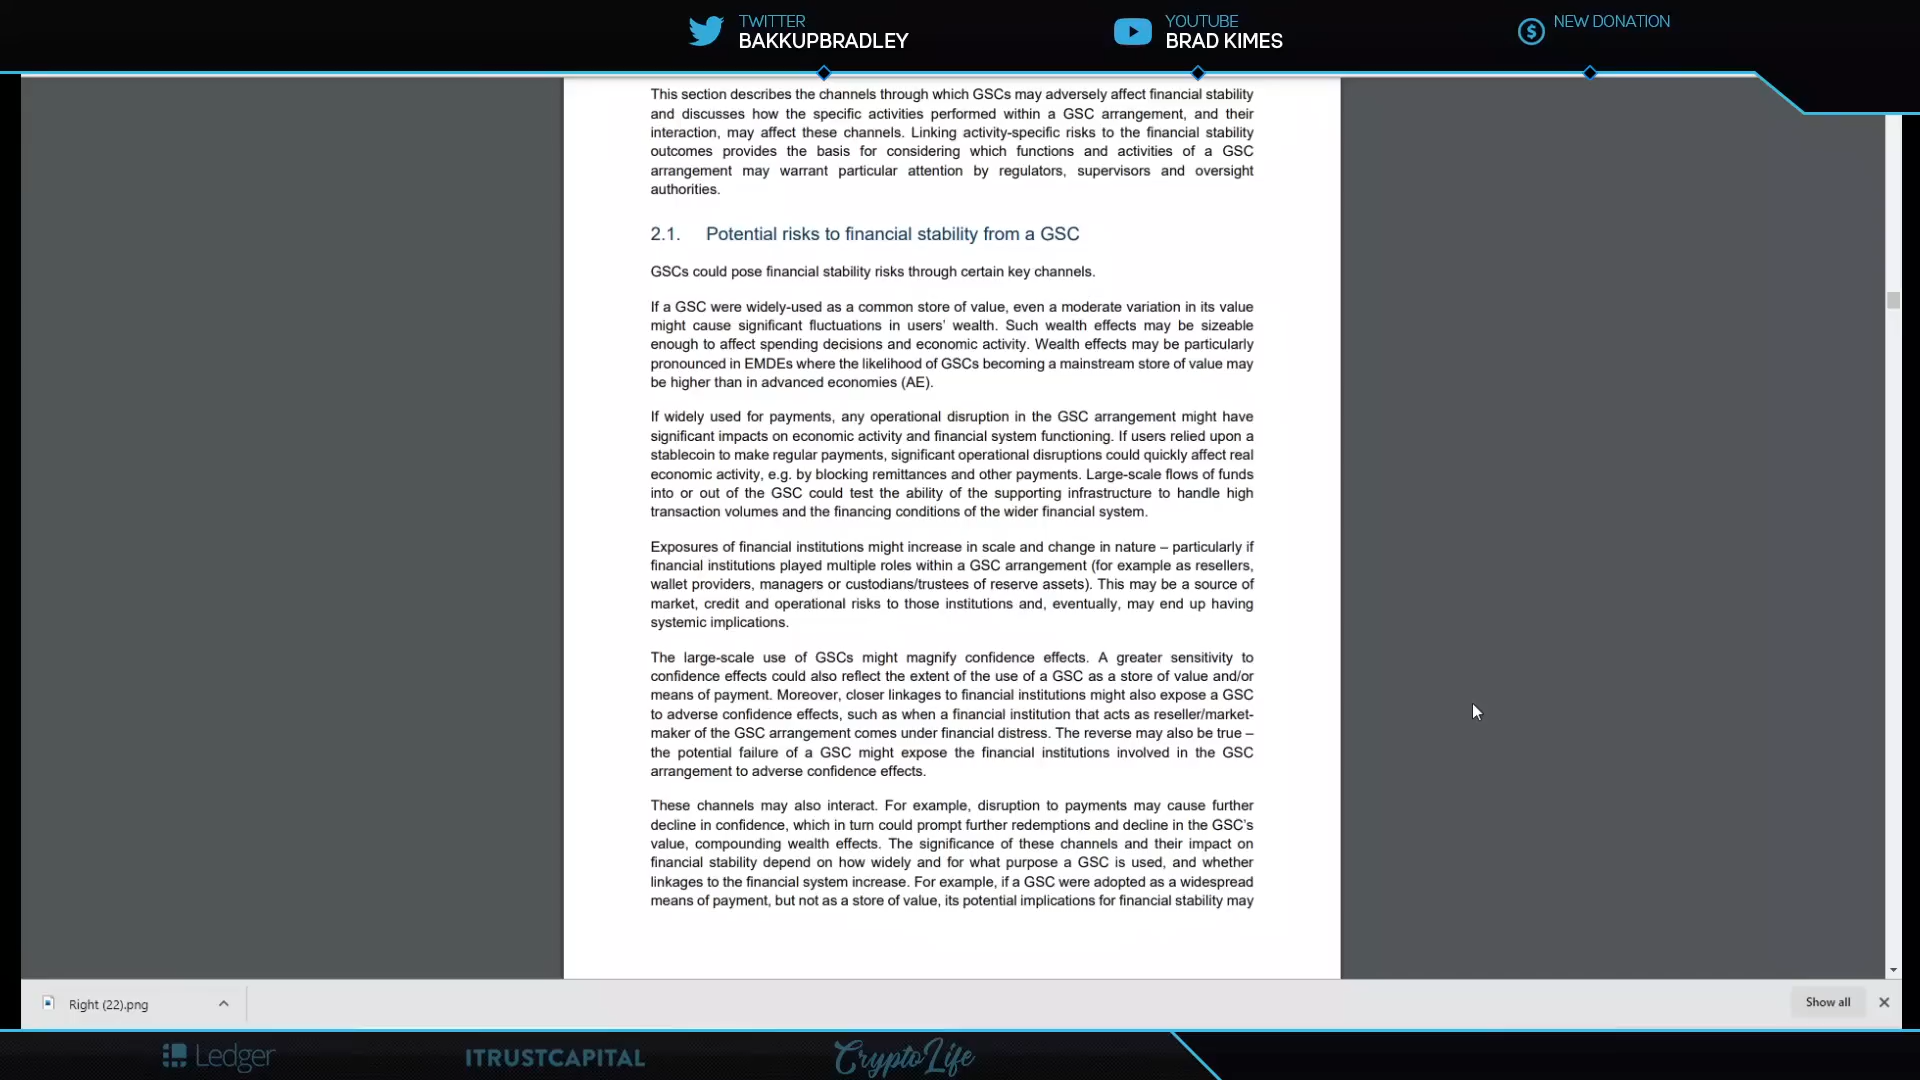 TWITTER
BAKKUPBRADLEY
YOUTUBE
BRAD KIMES
NEW DONATION
This section describes the channels through which GSCs may adversely affect financial stability
and discusses how the specific activities performed within a GSC arrangement, and their
interaction, may affect these channels. Linking activity-specific risks to the financial stability
outcomes provides the basis for considering which functions and activities of a GSC
arrangement may warrant particular attention by regulators, supervisors and oversight
authorities.
2.1. Potential risks to financial stability from a GSC
GSCs could pose financial stability risks through certain key channels.
If a GSC were widely-used as a common store of value, even a moderate variation in its value
might cause significant fluctuations in users' wealth. Such wealth effects may be sizeable
enough to affect spending decisions and economic activity. Wealth effects may be particularly
pronounced in EMDEs where the likelihood of GSCs becoming a mainstream store of value may
be higher than in advanced economies (AE).
If widely used for payments, any operational disruption in the GSC arrangement might have
significant impacts on economic activity and financial system functioning. If users relied upon a
stablecoin to make regular payments, significant operational disruptions could quickly affect real
economic activity, e.g. by blocking remittances and other payments. Large-scale flows of funds
into or out of the GSC could test the ability of the supporting infrastructure to handle high
transaction volumes and the financing conditions of the wider financial system.
Exposures of financial institutions might increase in scale and change in nature – particularly if
financial institutions played multiple roles within a GSC arrangement (for example as resellers,
wallet providers, managers or custodians/trustees of reserve assets). This may be a source of
market, credit and operational risks to those institutions and, eventually, may end up having
systemic implications.
The large-scale use of GSCs might magnify confidence effects. A greater sensitivity to
confidence effects could also reflect the extent of the use of a GSC as a store of value and/or
means of payment. Moreover, closer linkages to financial institutions might also expose a GSC
to adverse confidence effects, such as when a financial institution that acts as reseller/market-
maker of the GSC arrangement comes under financial distress. The reverse may also be true –
the potential failure of a GSC might expose the financial institutions involved in the GSC
arrangement to adverse confidence effects.
These channels may also interact. For example, disruption to payments may cause further
decline in confidence, which in turn could prompt further redemptions and decline in the GSC's
value, compounding wealth effects. The significance of these channels and their impact on
financial stability depend on how widely and for what purpose a GSC is used, and whether
linkages to the financial system increase. For example, if a GSC were adopted as a widespread
means of payment, but not as a store of value, its potential implications for financial stability may
Right (22).png
Show all
Ledger
ITRUSTCAPITAL
CryptoLife